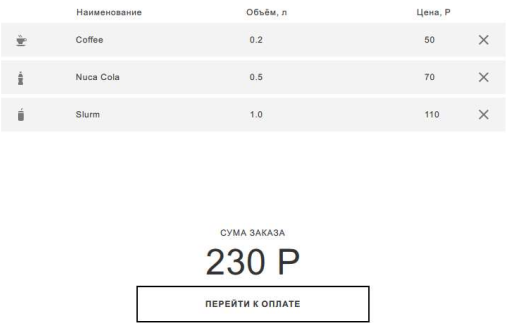 Наименование Объём, л Цена, Р
Coffee 0.2 50
Nuca Cola 0.5 70
Slurm 1.0 110
СУМА ЗАКАЗА
230 Р
ПЕРЕЙТИ К ОПЛАТЕ